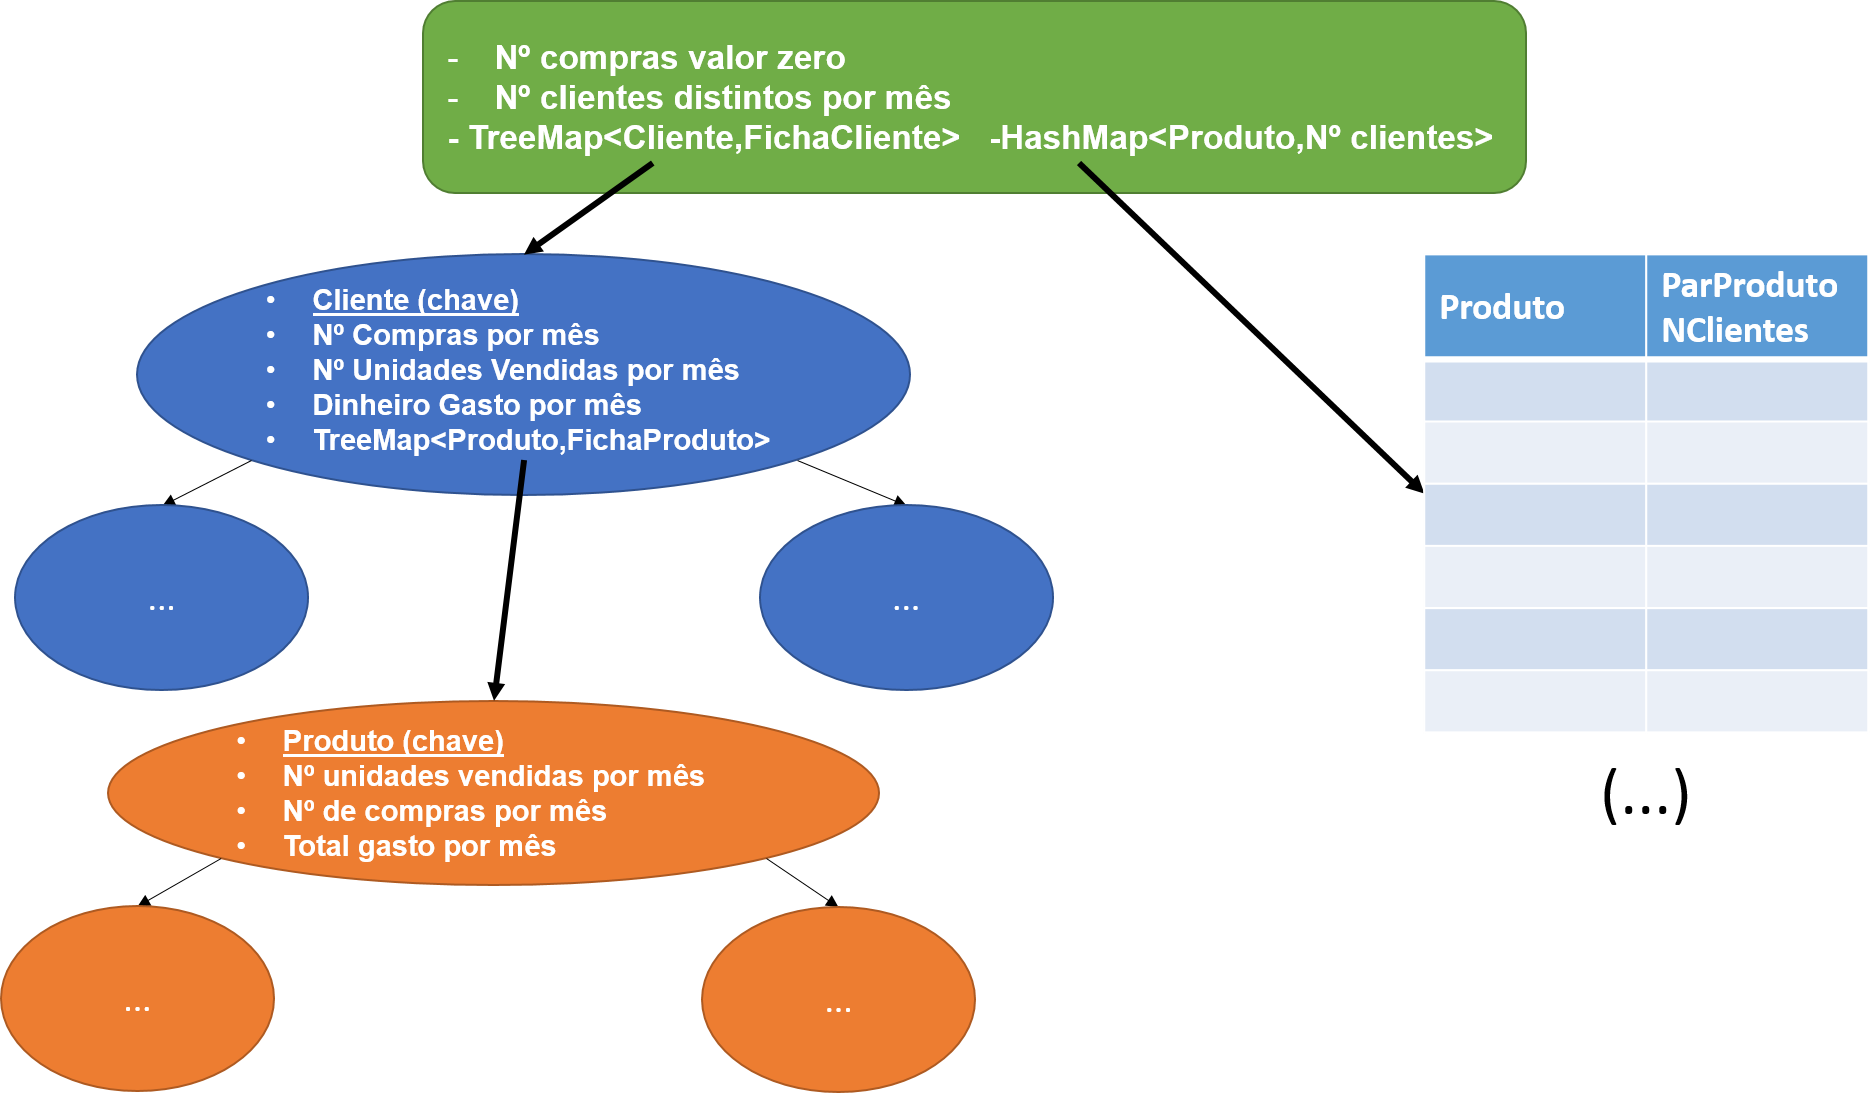 - Nº compras valor zero
- Nº clientes distintos por mês
- TreeMap<Cliente,FichaCliente> -HashMap<Produto,Nº clientes>
• Cliente (chave)
• Nº Compras por mês
• Nº Unidades Vendidas por mês
• Dinheiro Gasto por mês
• TreeMap<Produto,FichaProduto>
...
...
• Produto (chave)
• Nº unidades vendidas por mês
• Nº de compras por mês
• Total gasto por mês
...
...
Produto
ParProduto
NClientes
(...)